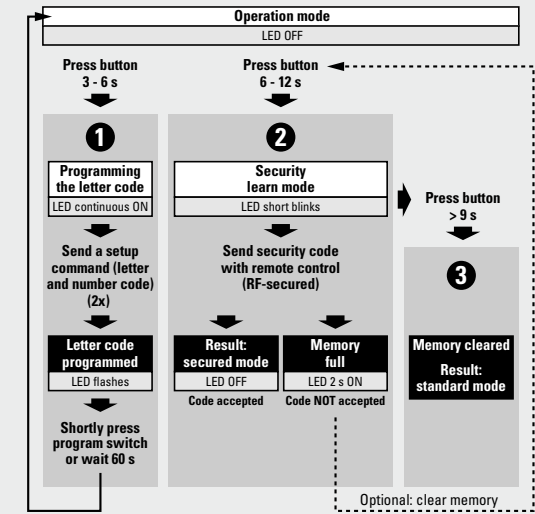 Operation mode
LED OFF
Press button
3 - 6 s
1
Programming
the letter code
LED continuous ON
Send a setup
command (letter
and number code)
(2x)
Letter code
programmed
LED flashes
Shortly press
program switch
or wait 60 s
Press button
6 - 12 s
2
Security
learn mode
LED short blinks
Send security code
with remote control
(RF-secured)
Result:
secured mode
LED OFF
Code accepted
Memory
full
LED 2 s ON
Code NOT accepted
Press button
> 9 s
3
Memory cleared
Result:
standard mode
Optional: clear memory